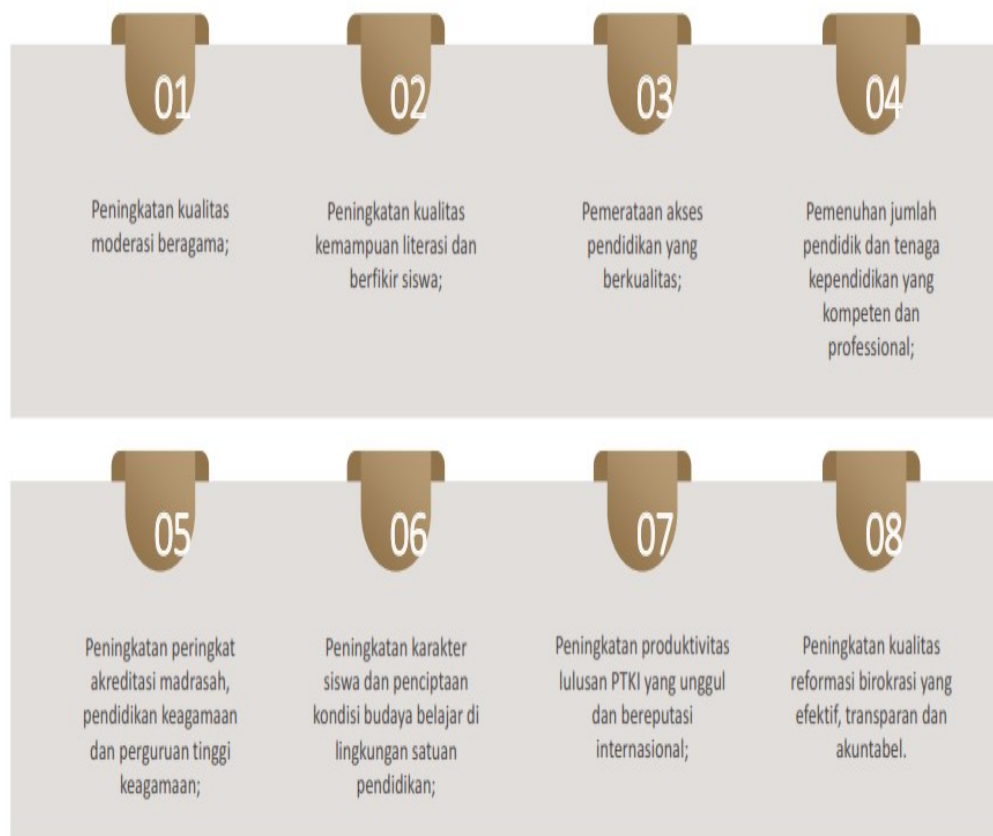 01
Peningkatan kualitas
moderasi beragama;
02
Peningkatan kualitas
kemampuan literasi dan
berfikir siswa;
03
Pemerataan akses
pendidikan yang
berkualitas;
04
Pemenuhan jumlah
pendidik dan tenaga
kependidikan yang
kompeten dan
professional;
05
Peningkatan peringkat
akreditasi madrasah,
pendidikan keagamaan
dan perguruan tinggi
keagamaan;
06
Peningkatan karakter
siswa dan penciptaan
kondisi budaya belajar di
lingkungan satuan
pendidikan;
07
Peningkatan produktivitas
lulusan PTKI yang unggul
dan bereputasi
internasional;
08
Peningkatan kualitas
reformasi birokrasi yang
efektif, transparan dan
akuntabel.